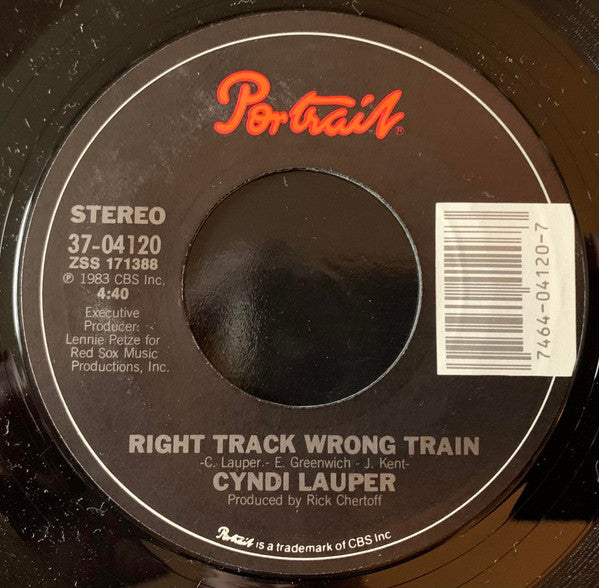 Portrait®
STEREO
37-04120
ZSS 171388
℗ 1983 CBS Inc.
4:40
Executive
Producer:
Lennie Petze for
Red Sox Music
Productions, Inc.
7464-04120-7
RIGHT TRACK WRONG TRAIN
-C. Lauper - E. Greenwich - J. Kent-
CYNDI LAUPER
Produced by Rick Chertoff
Portrait is a trademark of CBS Inc